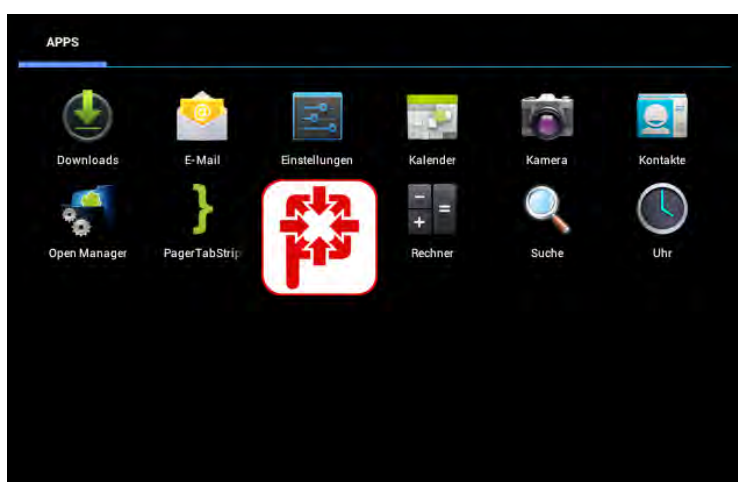 APPS
Downloads E-Mail Einstellungen Kalender Kamera Kontakte
Open Manager PagerTabStrip Rechner Suche Uhr